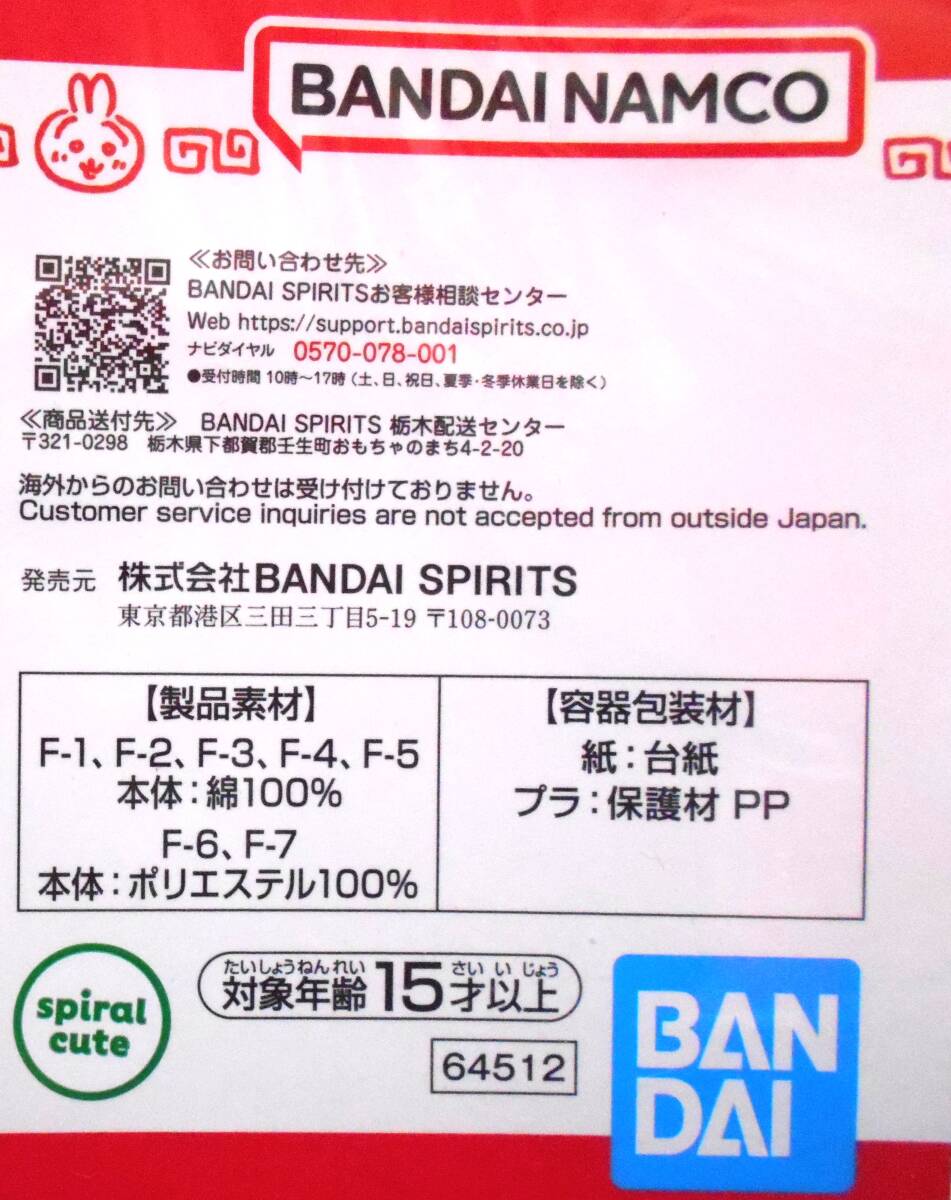 BANDAI NAMCO
≪お問い合わせ先≫
BANDAI SPIRITSお客様相談センター
Web https://support.bandaispirits.co.jp
ナビダイヤル 0570-078-001
●受付時間 10時～17時（土、日、祝日、夏季・冬季休業日を除く）
≪商品送付先≫ BANDAI SPIRITS 栃木配送センター
〒321-0298 栃木県下都賀郡壬生町おもちゃのまち4-2-20
海外からのお問い合わせは受け付けておりません。
Customer service inquiries are not accepted from outside Japan.
発売元 株式会社BANDAI SPIRITS
東京都港区三田三丁目5-19 〒108-0073
【製品素材】
F-1、F-2、F-3、F-4、F-5
本体：綿100%
F-6、F-7
本体：ポリエステル100%
【容器包装材】
紙：台紙
プラ：保護材 PP
spiral
cute
たいしょうねんれい さいいじょう
対象年齢15才以上
64512
BAN
DAI